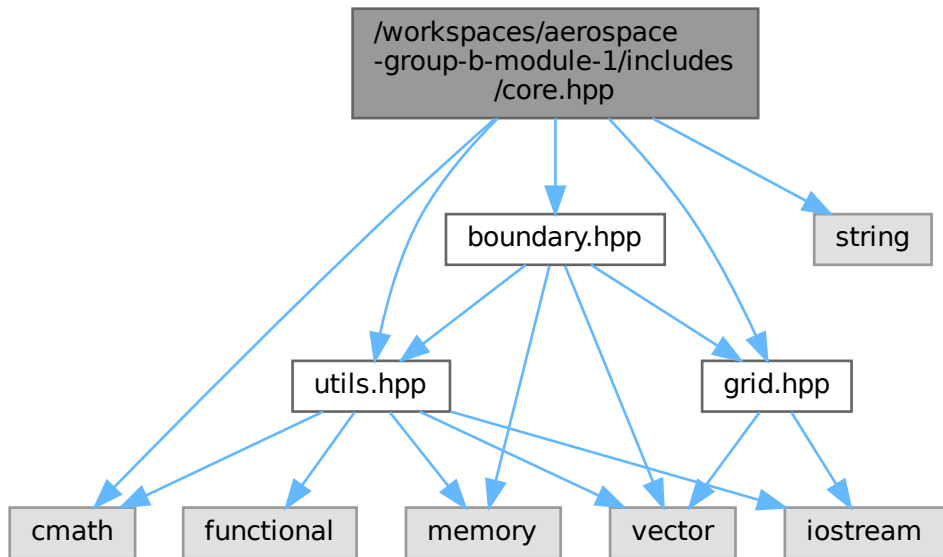 /workspaces/aerospace
-group-b-module-1/includes
/core.hpp
boundary.hpp
string
utils.hpp
grid.hpp
cmath
functional
memory
vector
iostream